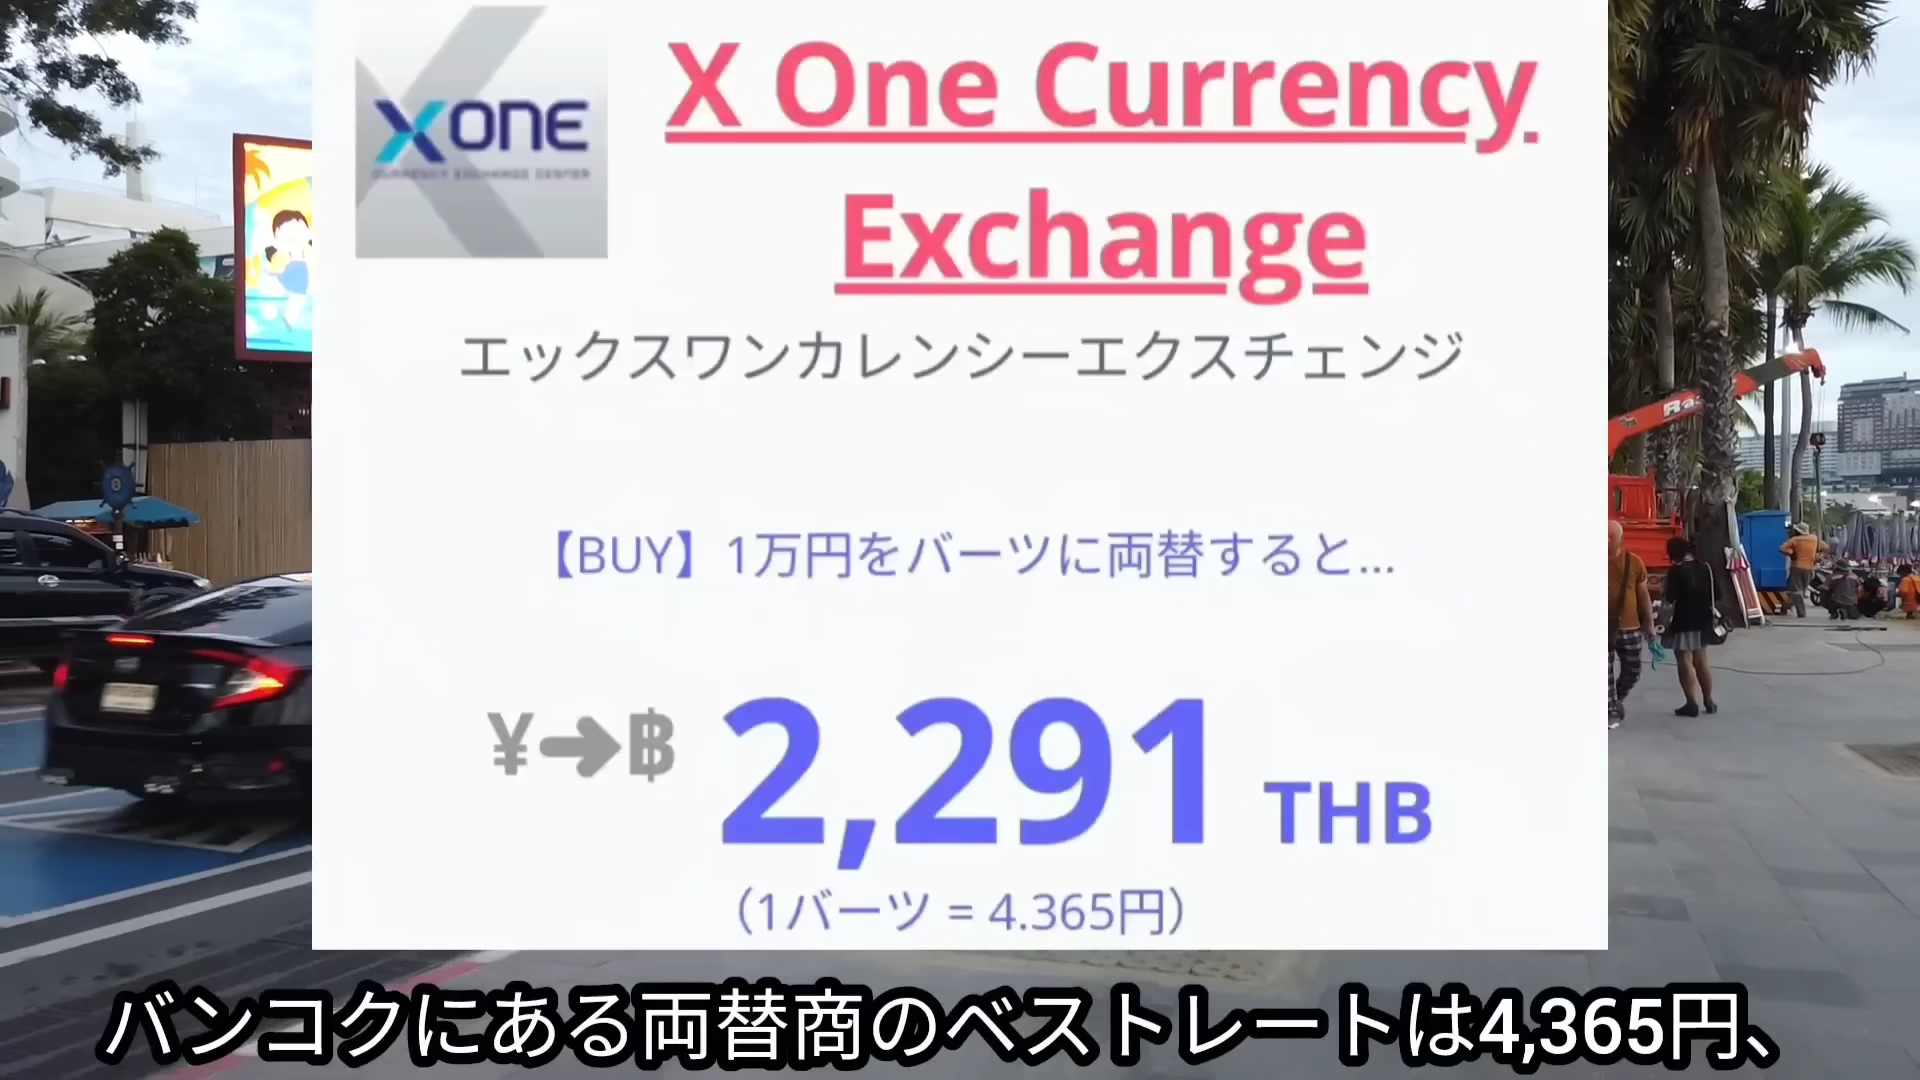 XONE
CURRENCY EXCHANGE CENTER
X One Currency
Exchange
エックスワンカレンシーエクスチェンジ
【BUY】1万円をバーツに両替すると...
¥➜฿ 2,291 THB
（1バーツ = 4.365円）
バンコクにある両替商のベストレートは4,365円、